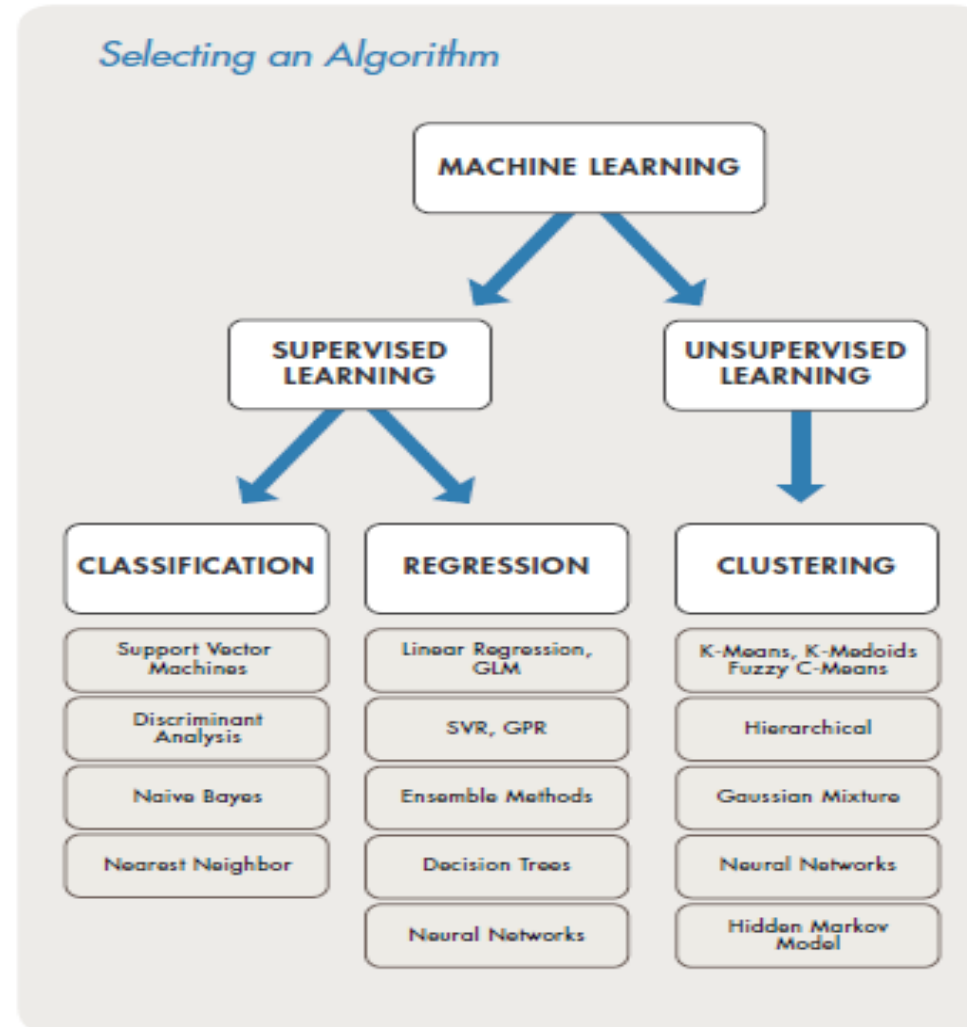 Selecting an Algorithm
MACHINE LEARNING
SUPERVISED
LEARNING
UNSUPERVISED
LEARNING
CLASSIFICATION
Support Vector
Machines
Discriminant
Analysis
Naive Bayes
Nearest Neighbor
REGRESSION
Linear Regression,
GLM
SVR, GPR
Ensemble Methods
Decision Trees
Neural Networks
CLUSTERING
K-Means, K-Medoids
Fuzzy C-Means
Hierarchical
Gaussian Mixture
Neural Networks
Hidden Markov
Model